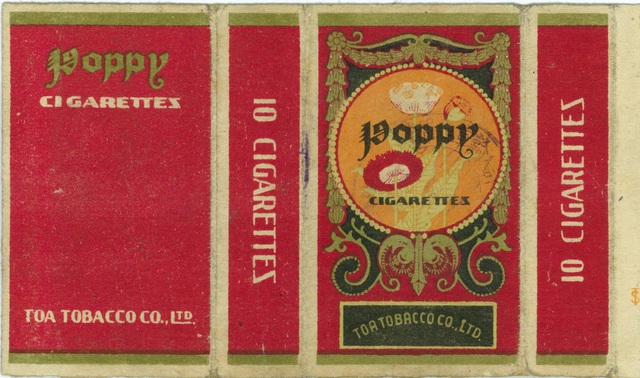 Poppy
CIGARETTES
TOA TOBACCO CO., LTD.
10 CIGARETTES
Poppy
CIGARETTES
TOA TOBACCO CO., LTD.
10 CIGARETTES
$